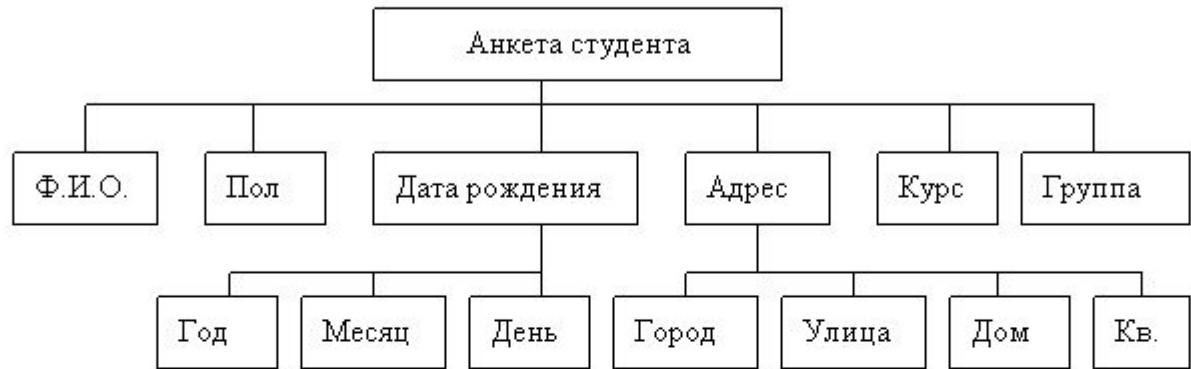 Анкета студента
Ф.И.О.
Пол
Дата рождения
Адрес
Курс
Группа
Год
Месяц
День
Город
Улица
Дом
Кв.